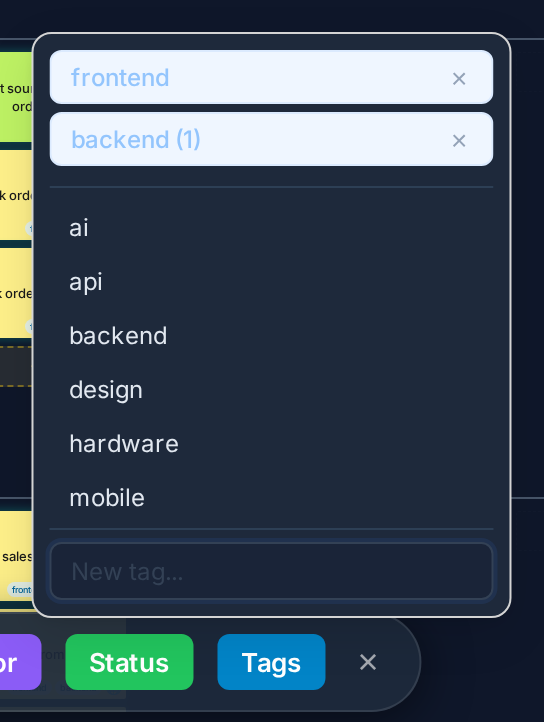 frontend ×
backend (1) ×
ai
api
backend
design
hardware
mobile
New tag...
Status
Tags
×